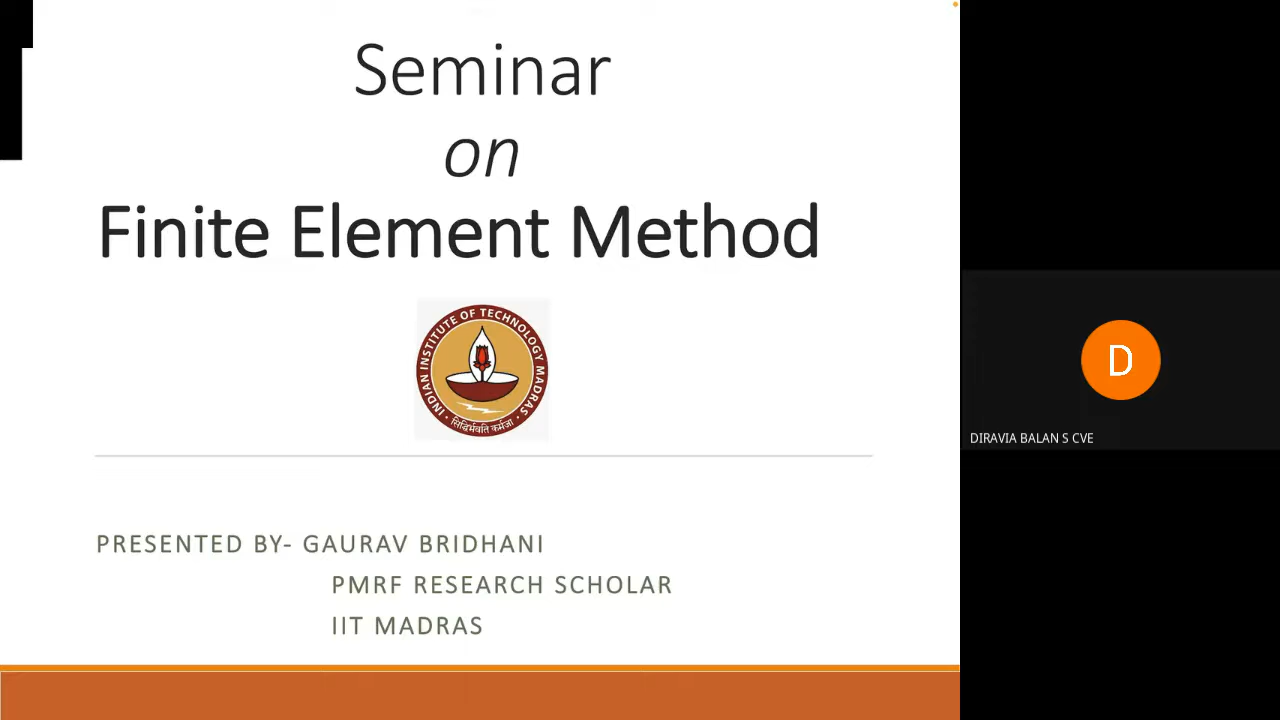 Seminar
on
Finite Element Method
INDIAN INSTITUTE OF TECHNOLOGY MADRAS
सिद्धिर्भवति कर्मजा
PRESENTED BY- GAURAV BRIDHANI
PMRF RESEARCH SCHOLAR
IIT MADRAS
D
DIRAVIA BALAN S CVE